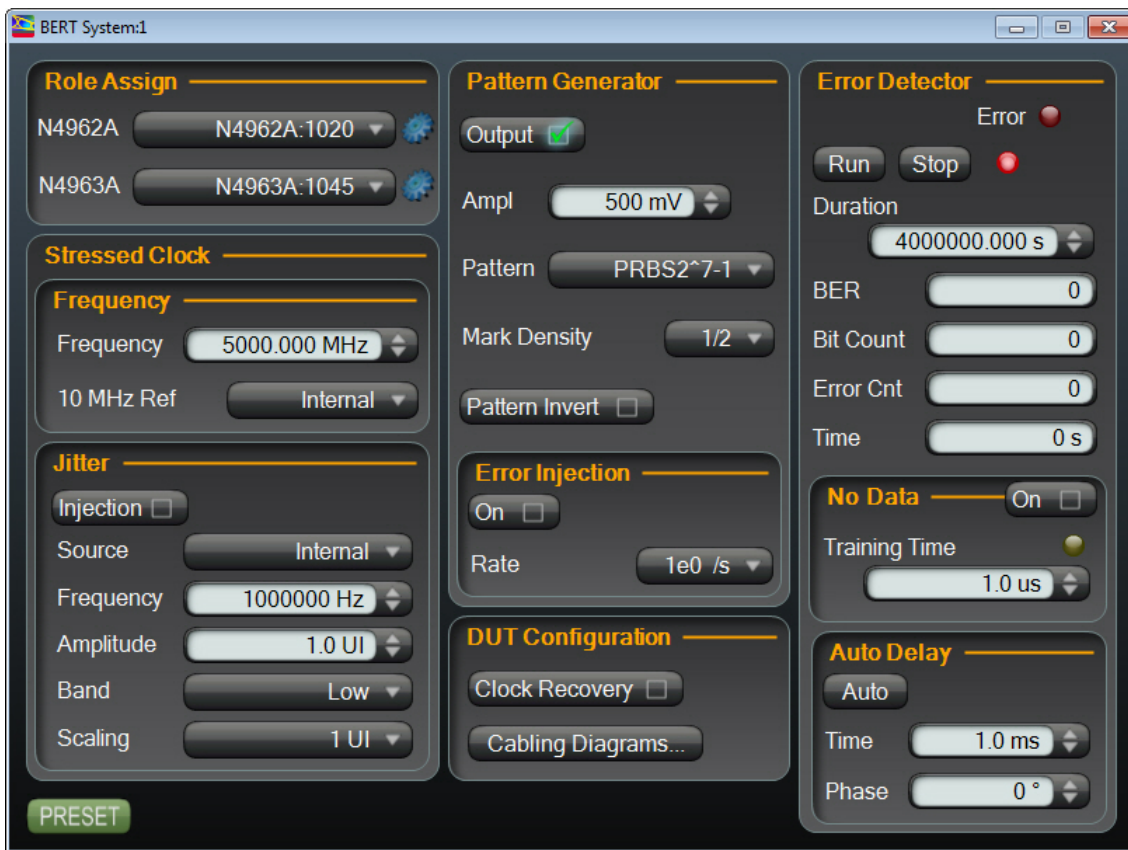 BERT System:1
Role Assign
N4962A N4962A:1020
N4963A N4963A:1045
Stressed Clock
Frequency
Frequency 5000.000 MHz
10 MHz Ref Internal
Jitter
Injection
Source Internal
Frequency 1000000 Hz
Amplitude 1.0 UI
Band Low
Scaling 1 UI
PRESET
Pattern Generator
Output
Ampl 500 mV
Pattern PRBS2^7-1
Mark Density 1/2
Pattern Invert
Error Injection
On
Rate 1e0 /s
DUT Configuration
Clock Recovery
Cabling Diagrams...
Error Detector
Error
Run Stop
Duration
4000000.000 s
BER 0
Bit Count 0
Error Cnt 0
Time 0 s
No Data On
Training Time
1.0 us
Auto Delay
Auto
Time 1.0 ms
Phase 0 °